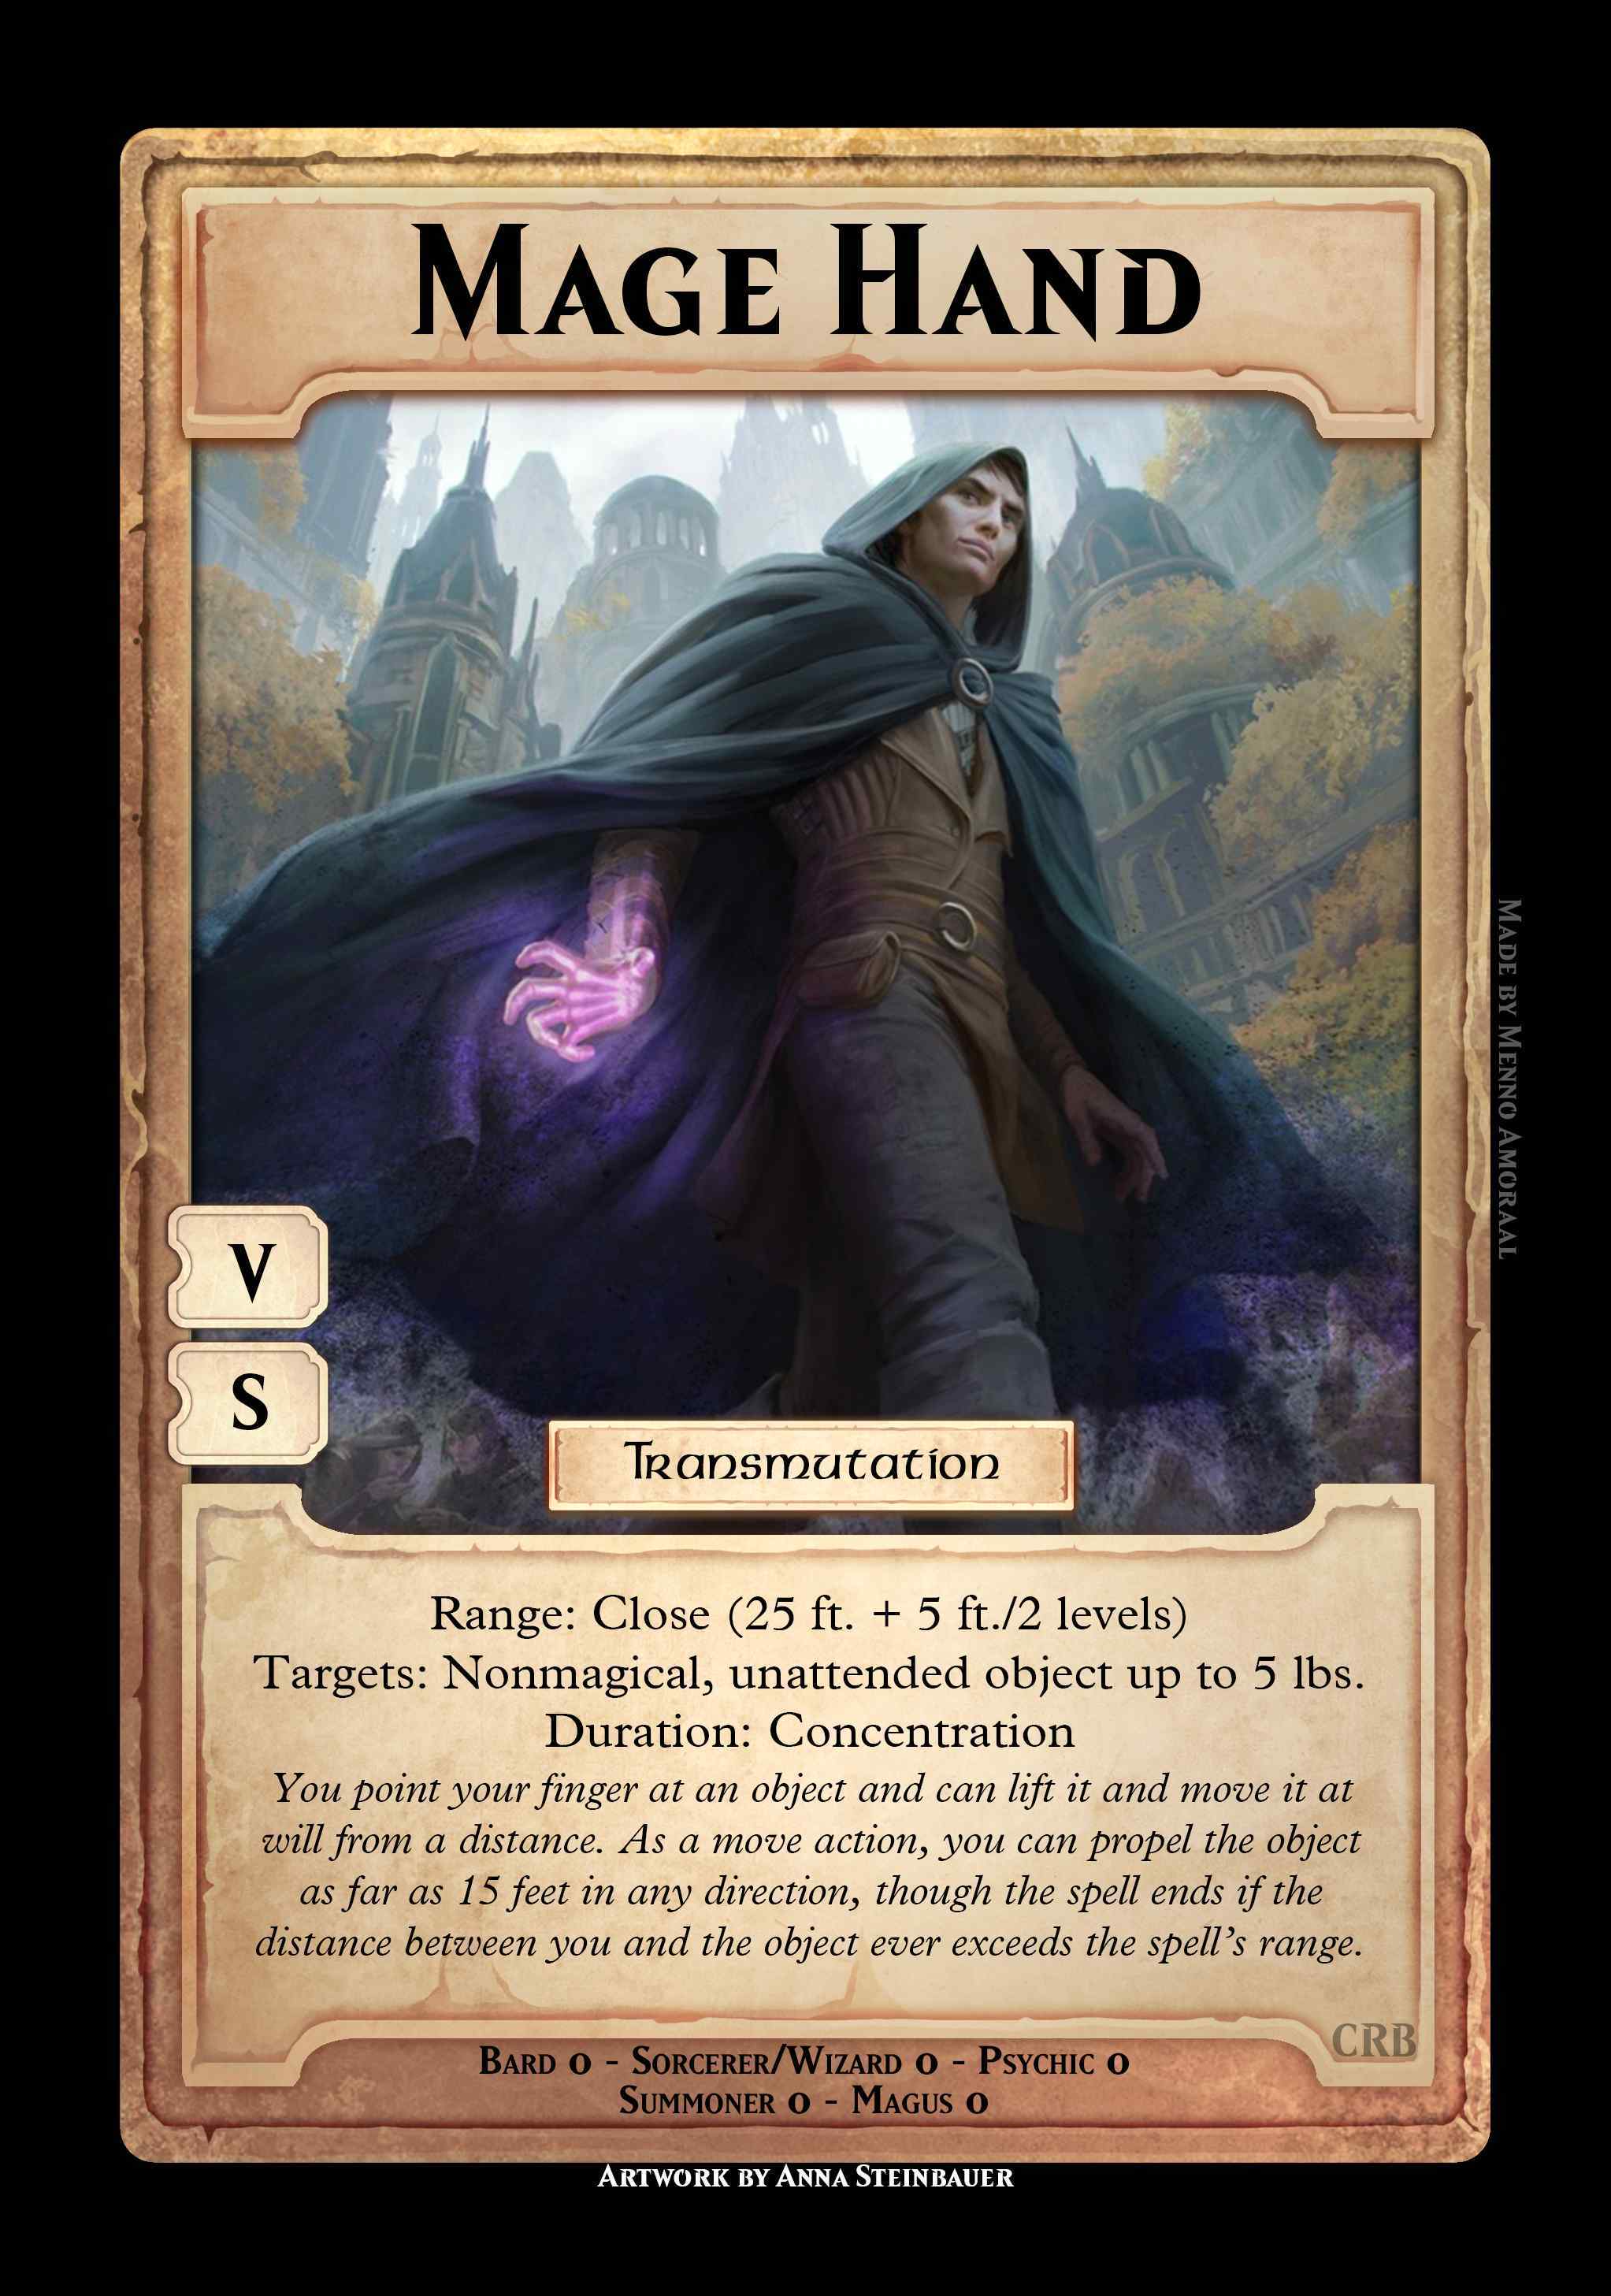 Mage Hand
V
S
Transmutation
Range: Close (25 ft. + 5 ft./2 levels)
Targets: Nonmagical, unattended object up to 5 lbs.
Duration: Concentration
You point your finger at an object and can lift it and move it at
will from a distance. As a move action, you can propel the object
as far as 15 feet in any direction, though the spell ends if the
distance between you and the object ever exceeds the spell's range.
CRB
Bard 0 - Sorcerer/Wizard 0 - Psychic 0
Summoner 0 - Magus 0
Artwork by Anna Steinbauer
Made by Menno Amoraal